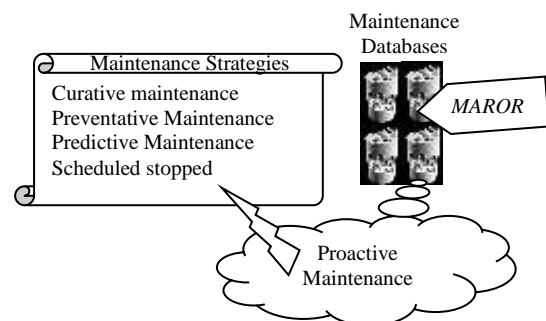 Maintenance Strategies
Curative maintenance
Preventative Maintenance
Predictive Maintenance
Scheduled stopped
Maintenance
Databases
MAROR
Proactive
Maintenance